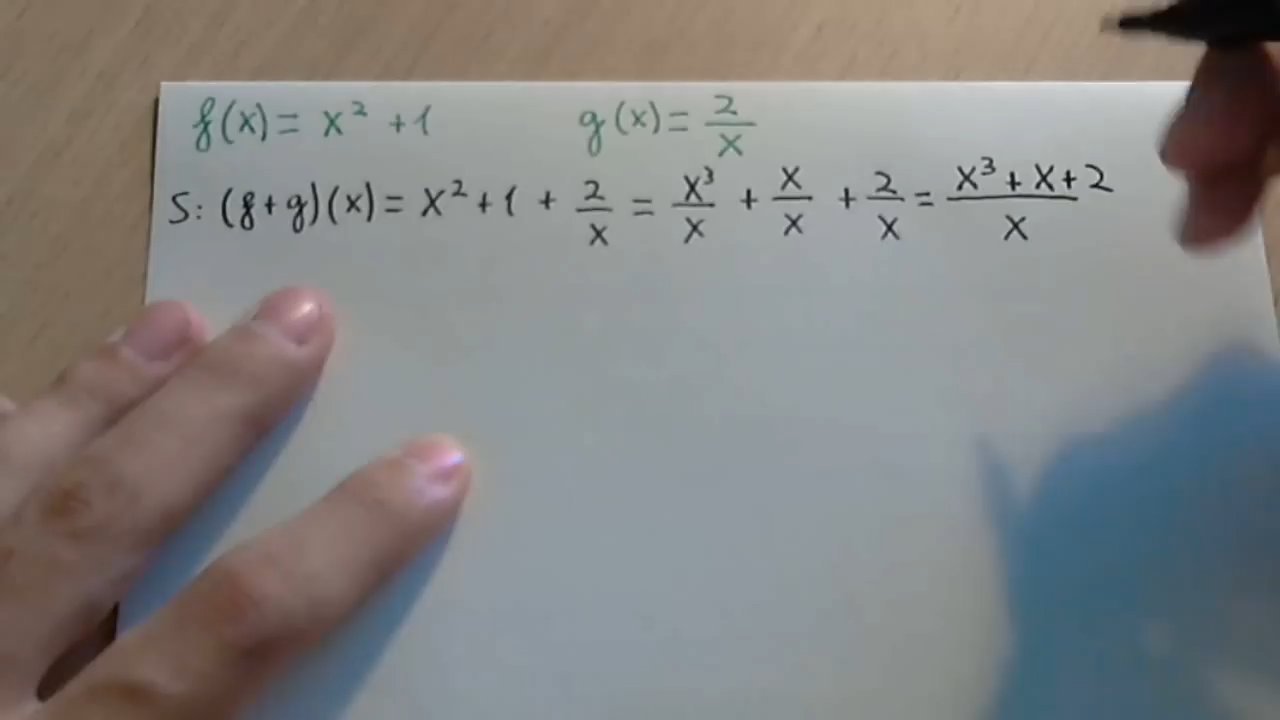 f(x) = x² + 1 g(x) = 2/x
S: (f+g)(x) = x² + 1 + 2/x = x³/x + x/x + 2/x = (x³ + x + 2)/x